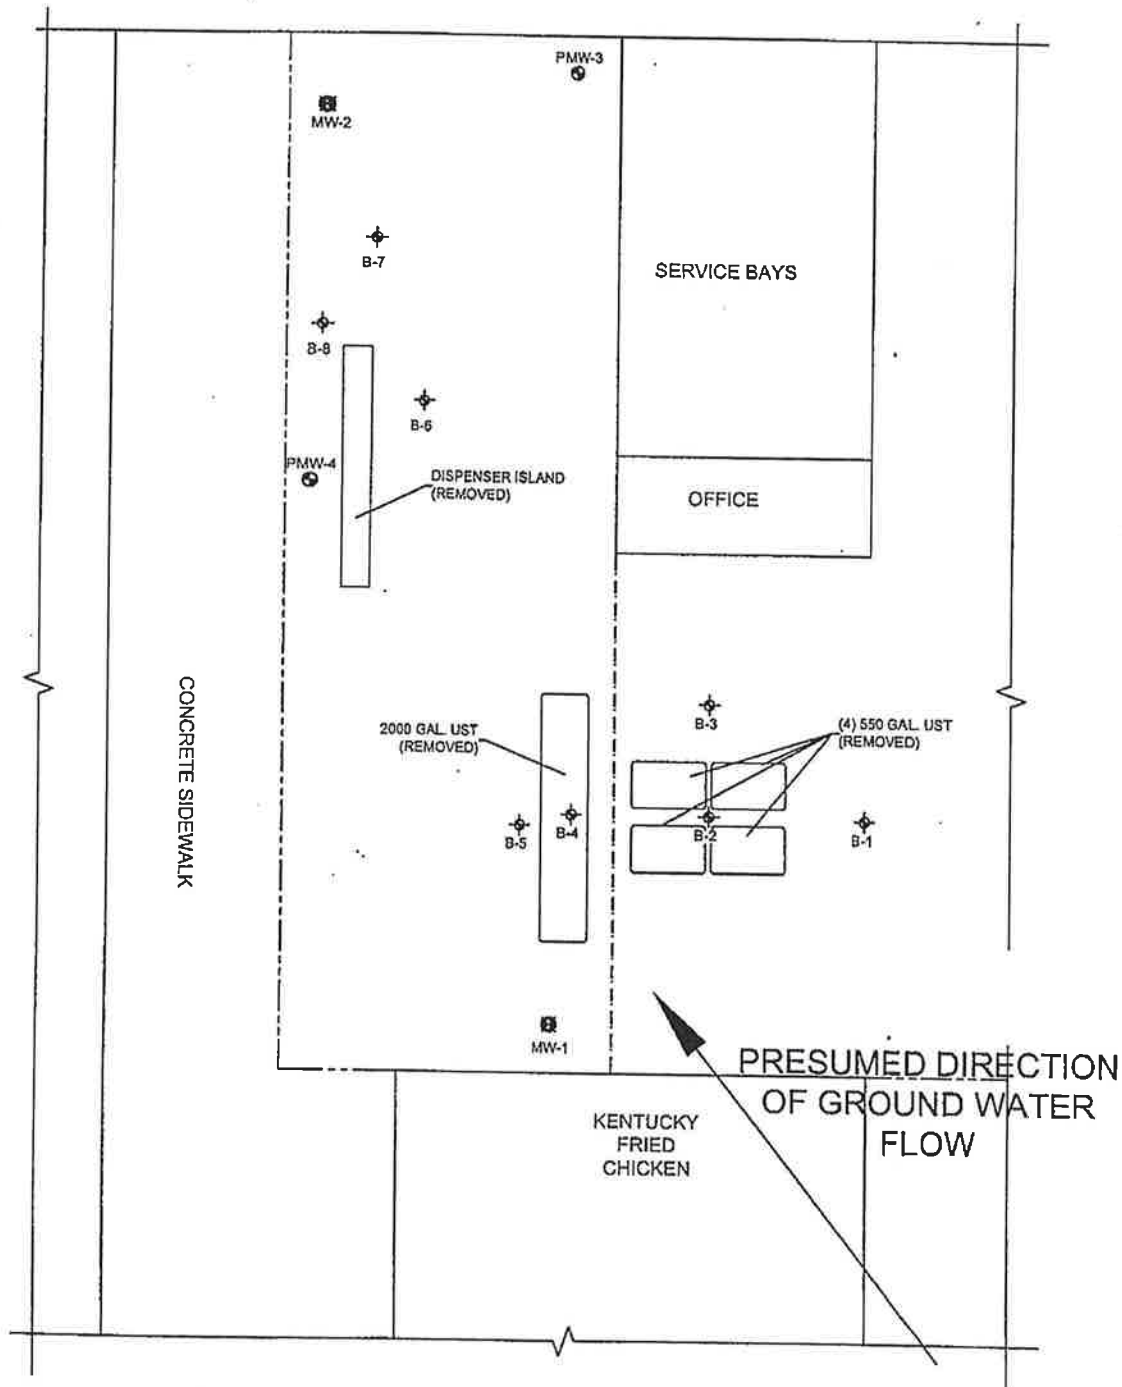 PMW-3
MW-2
B-7
SERVICE BAYS
B-8
B-6
PMW-4
DISPENSER ISLAND
(REMOVED)
OFFICE
CONCRETE SIDEWALK
2000 GAL. UST
(REMOVED)
B-3
(4) 550 GAL. UST
(REMOVED)
B-5
B-4
B-2
B-1
MW-1
PRESUMED DIRECTION
OF GROUND WATER
FLOW
KENTUCKY
FRIED
CHICKEN